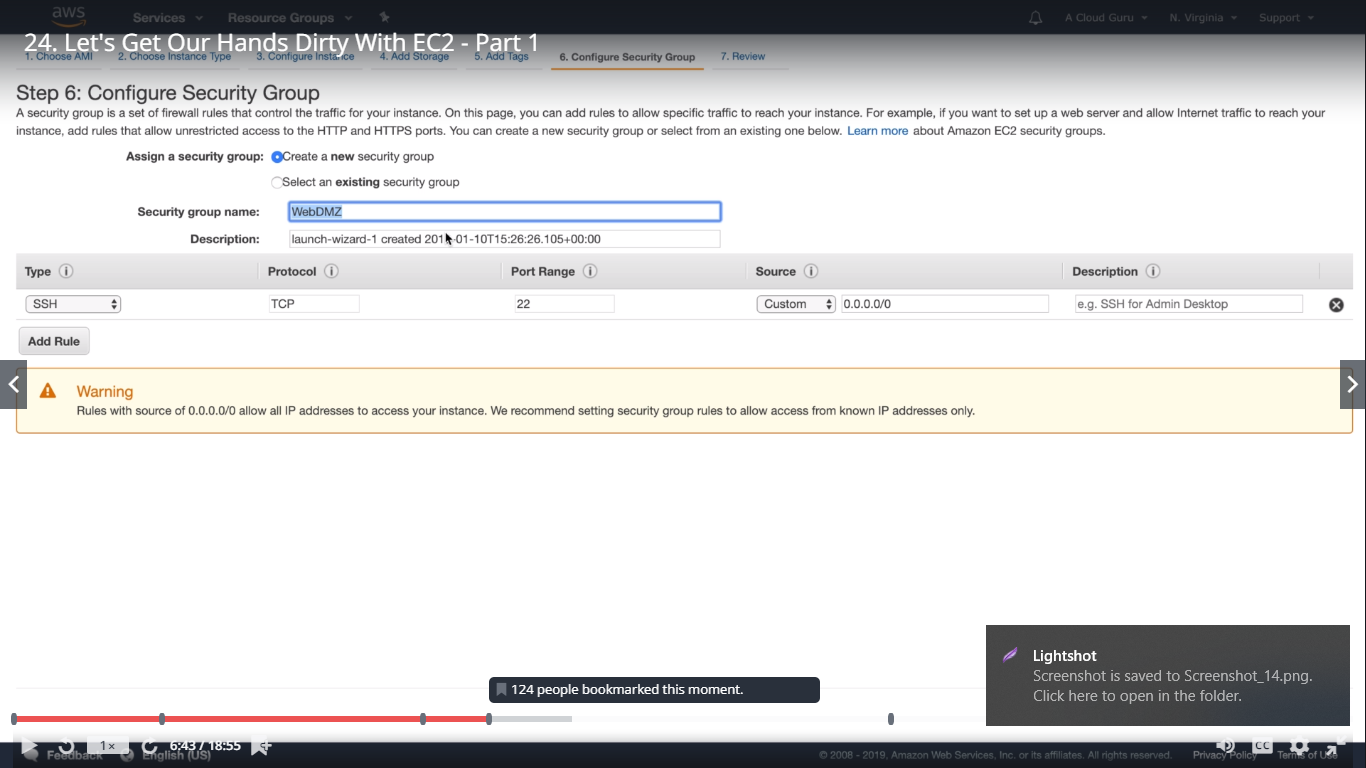 aws
Services
Resource Groups
A Cloud Guru
N. Virginia
Support
24. Let's Get Our Hands Dirty With EC2 - Part 1
1. Choose AMI
2. Choose Instance Type
3. Configure Instance
4. Add Storage
5. Add Tags
6. Configure Security Group
7. Review
Step 6: Configure Security Group
A security group is a set of firewall rules that control the traffic for your instance. On this page, you can add rules to allow specific traffic to reach your instance. For example, if you want to set up a web server and allow Internet traffic to reach your
instance, add rules that allow unrestricted access to the HTTP and HTTPS ports. You can create a new security group or select from an existing one below. Learn more about Amazon EC2 security groups.
Assign a security group: Create a new security group
Select an existing security group
Security group name: WebDMZ
Description: launch-wizard-1 created 2019-01-10T15:26:26.105+00:00
Type Protocol Port Range Source Description
SSH TCP 22 Custom 0.0.0.0/0 e.g. SSH for Admin Desktop
Add Rule
Warning
Rules with source of 0.0.0.0/0 allow all IP addresses to access your instance. We recommend setting security group rules to allow access from known IP addresses only.
Lightshot
Screenshot is saved to Screenshot_14.png.
Click here to open in the folder.
124 people bookmarked this moment.
1× 6:43 / 18:55 CC
Feedback English (US) © 2008 - 2019, Amazon Web Services, Inc. or its affiliates. All rights reserved. Privacy Policy Terms of Use